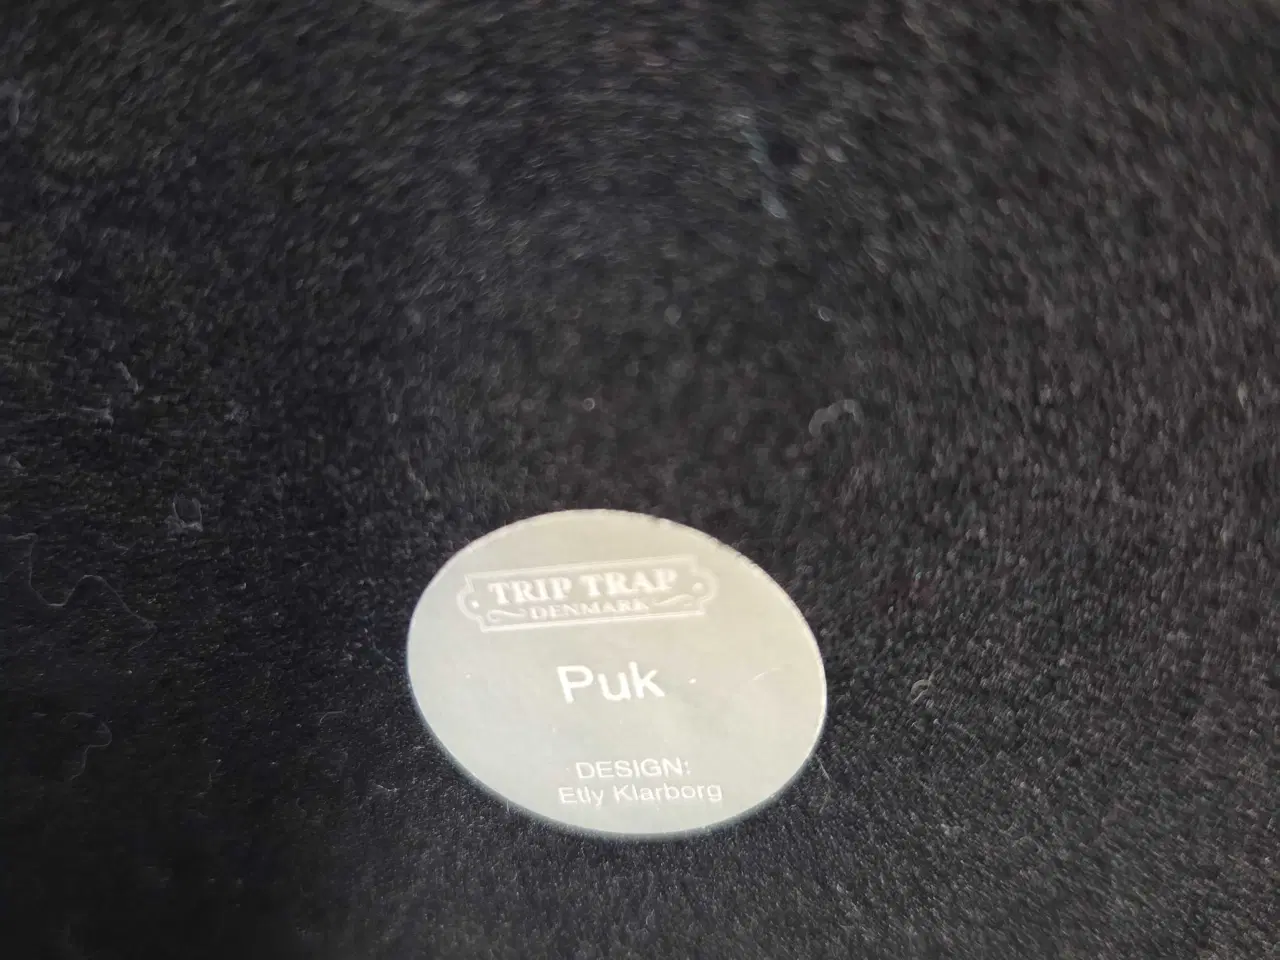 TRIP TRAP
DENMARK
Puk
DESIGN:
Etly Klarborg